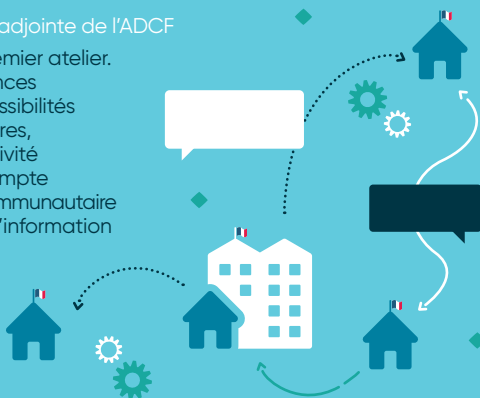 adjointe de l’ADCF
emier atelier.
nces
ssibilités
res,
ivité
mpte
mmunautaire
l’information